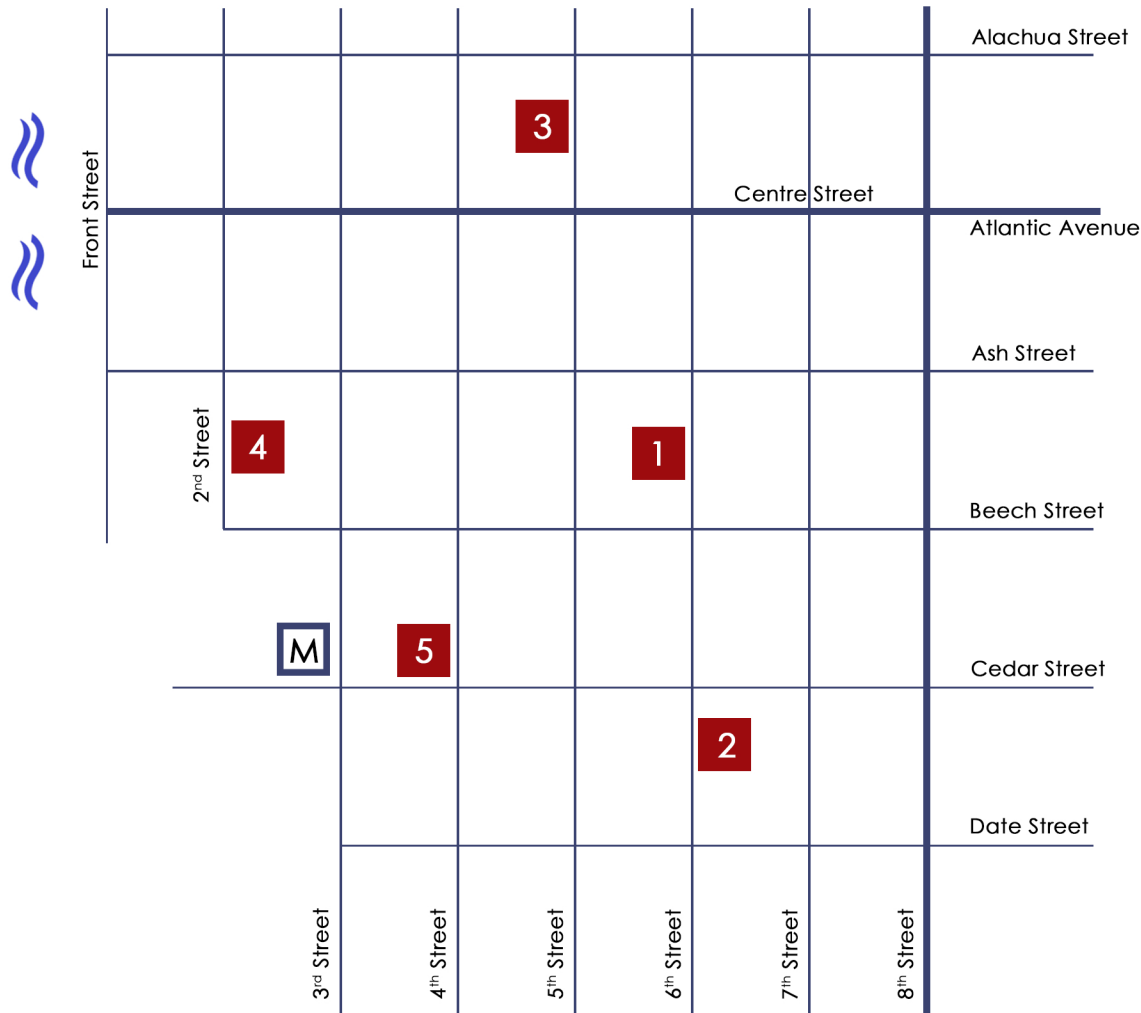 Alachua Street
3
Centre Street
Front Street
Atlantic Avenue
Ash Street
2nd Street
4
1
Beech Street
M
5
Cedar Street
2
Date Street
3rd Street
4th Street
5th Street
6th Street
7th Street
8th Street